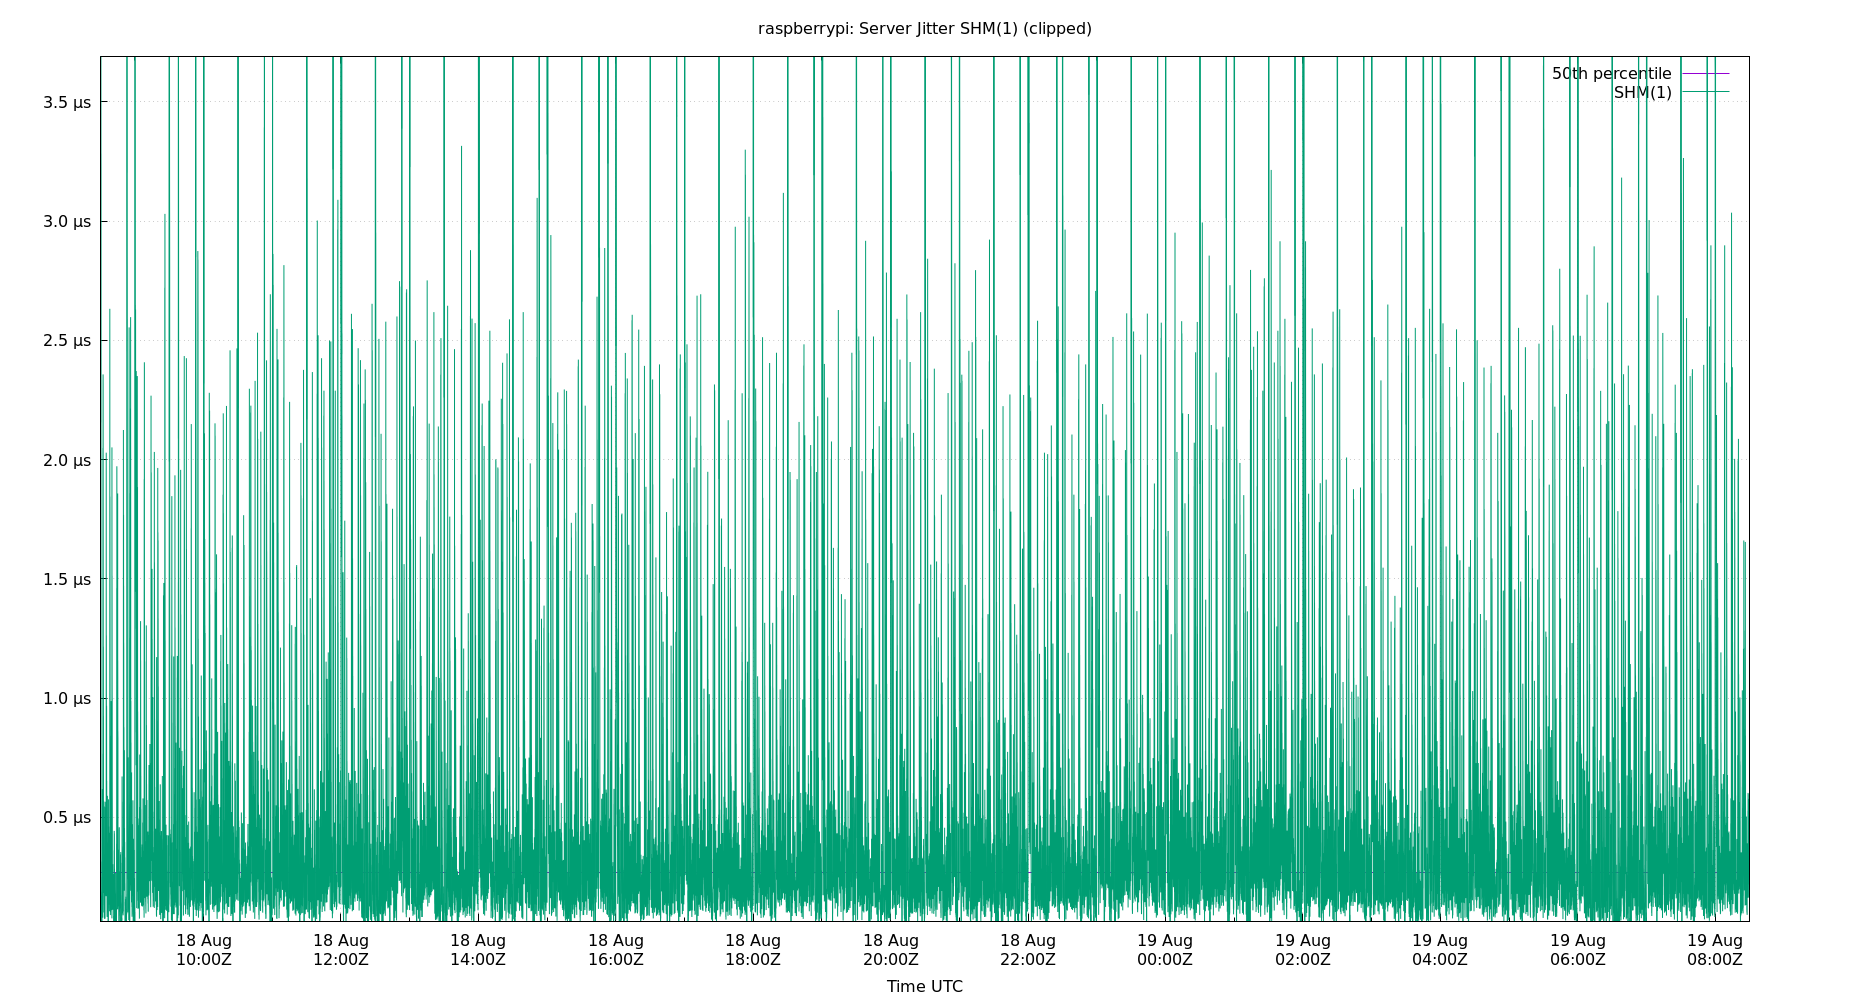 raspberrypi: Server Jitter SHM(1) (clipped)
50th percentile
SHM(1)
3.5 μs
3.0 μs
2.5 μs
2.0 μs
1.5 μs
1.0 μs
0.5 μs
18 Aug 18 Aug 18 Aug 18 Aug 18 Aug 18 Aug 18 Aug 19 Aug 19 Aug 19 Aug 19 Aug 19 Aug
10:00Z 12:00Z 14:00Z 16:00Z 18:00Z 20:00Z 22:00Z 00:00Z 02:00Z 04:00Z 06:00Z 08:00Z
Time UTC